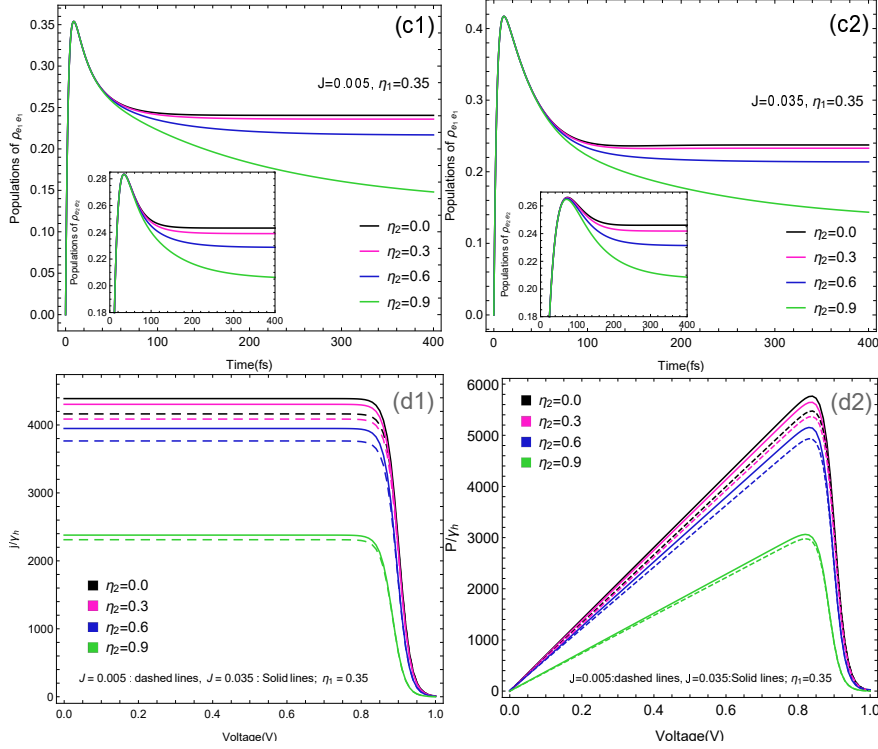 (c1)
J=0.005, η1=0.35
Populations of ρe1 e1
0.35
0.30
0.25
0.20
0.15
0.10
0.05
0.00
0
100
200
300
400
Time(fs)
Populations of ρe2 e2
0.28
0.26
0.24
0.22
0.20
0.18
0
100
200
300
400
η2=0.0
η2=0.3
η2=0.6
η2=0.9
(c2)
J=0.035, η1=0.35
Populations of ρe1 e1
0.4
0.3
0.2
0.1
0.0
0
100
200
300
400
Time(fs)
Populations of ρe2 e2
0.26
0.24
0.22
0.20
0.18
0
100
200
300
400
η2=0.0
η2=0.3
η2=0.6
η2=0.9
(d1)
j/γh
4000
3000
2000
1000
0
η2=0.0
η2=0.3
η2=0.6
η2=0.9
J = 0.005 : dashed lines, J = 0.035 : Solid lines; η1 = 0.35
0.0
0.2
0.4
0.6
0.8
1.0
Voltage(V)
(d2)
P/γh
6000
5000
4000
3000
2000
1000
0
η2=0.0
η2=0.3
η2=0.6
η2=0.9
J=0.005:dashed lines, J=0.035:Solid lines; η1=0.35
0.0
0.2
0.4
0.6
0.8
1.0
Voltage(V)